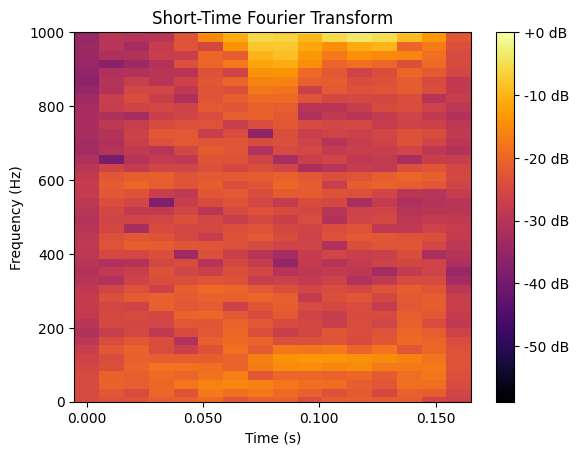 Short-Time Fourier Transform
1000
800
600
400
200
0
Frequency (Hz)
0.000
0.050
0.100
0.150
Time (s)
+0 dB
-10 dB
-20 dB
-30 dB
-40 dB
-50 dB